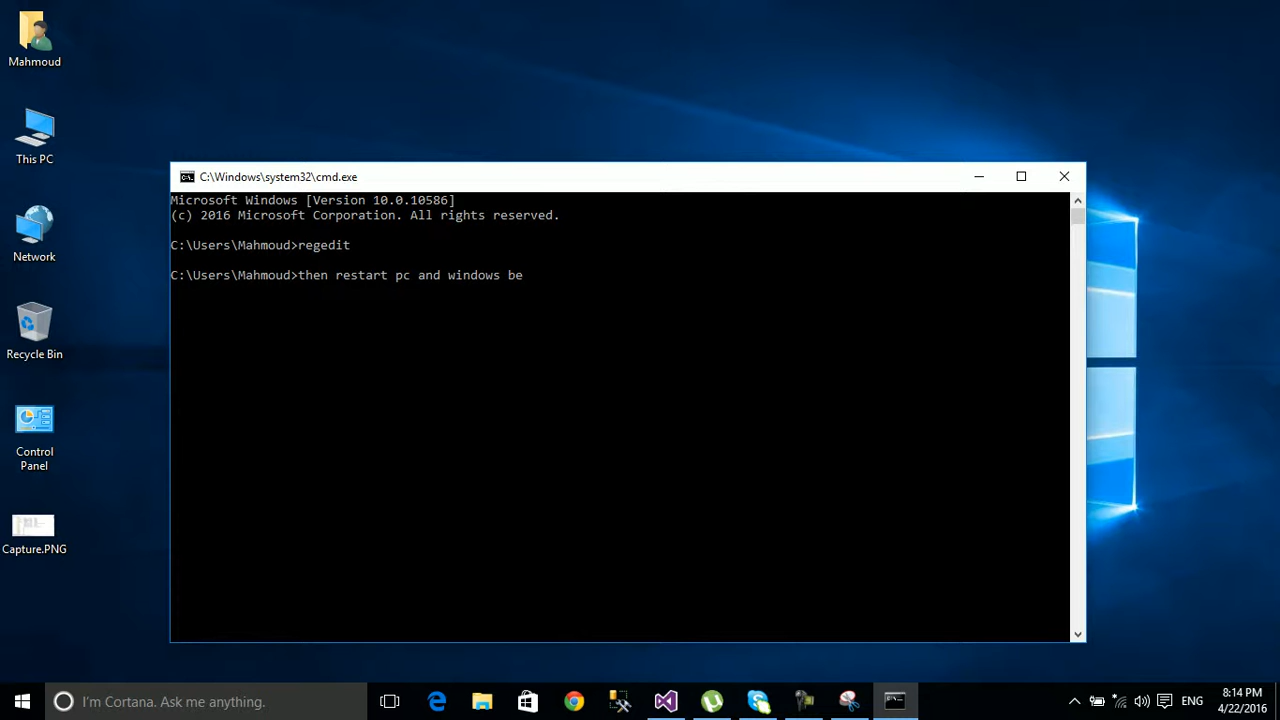 Mahmoud
This PC
Network
Recycle Bin
Control
Panel
Capture.PNG
C:\Windows\system32\cmd.exe
Microsoft Windows [Version 10.0.10586]
(c) 2016 Microsoft Corporation. All rights reserved.
C:\Users\Mahmoud>regedit
C:\Users\Mahmoud>then restart pc and windows be
I'm Cortana. Ask me anything.
ENG
8:14 PM
4/22/2016